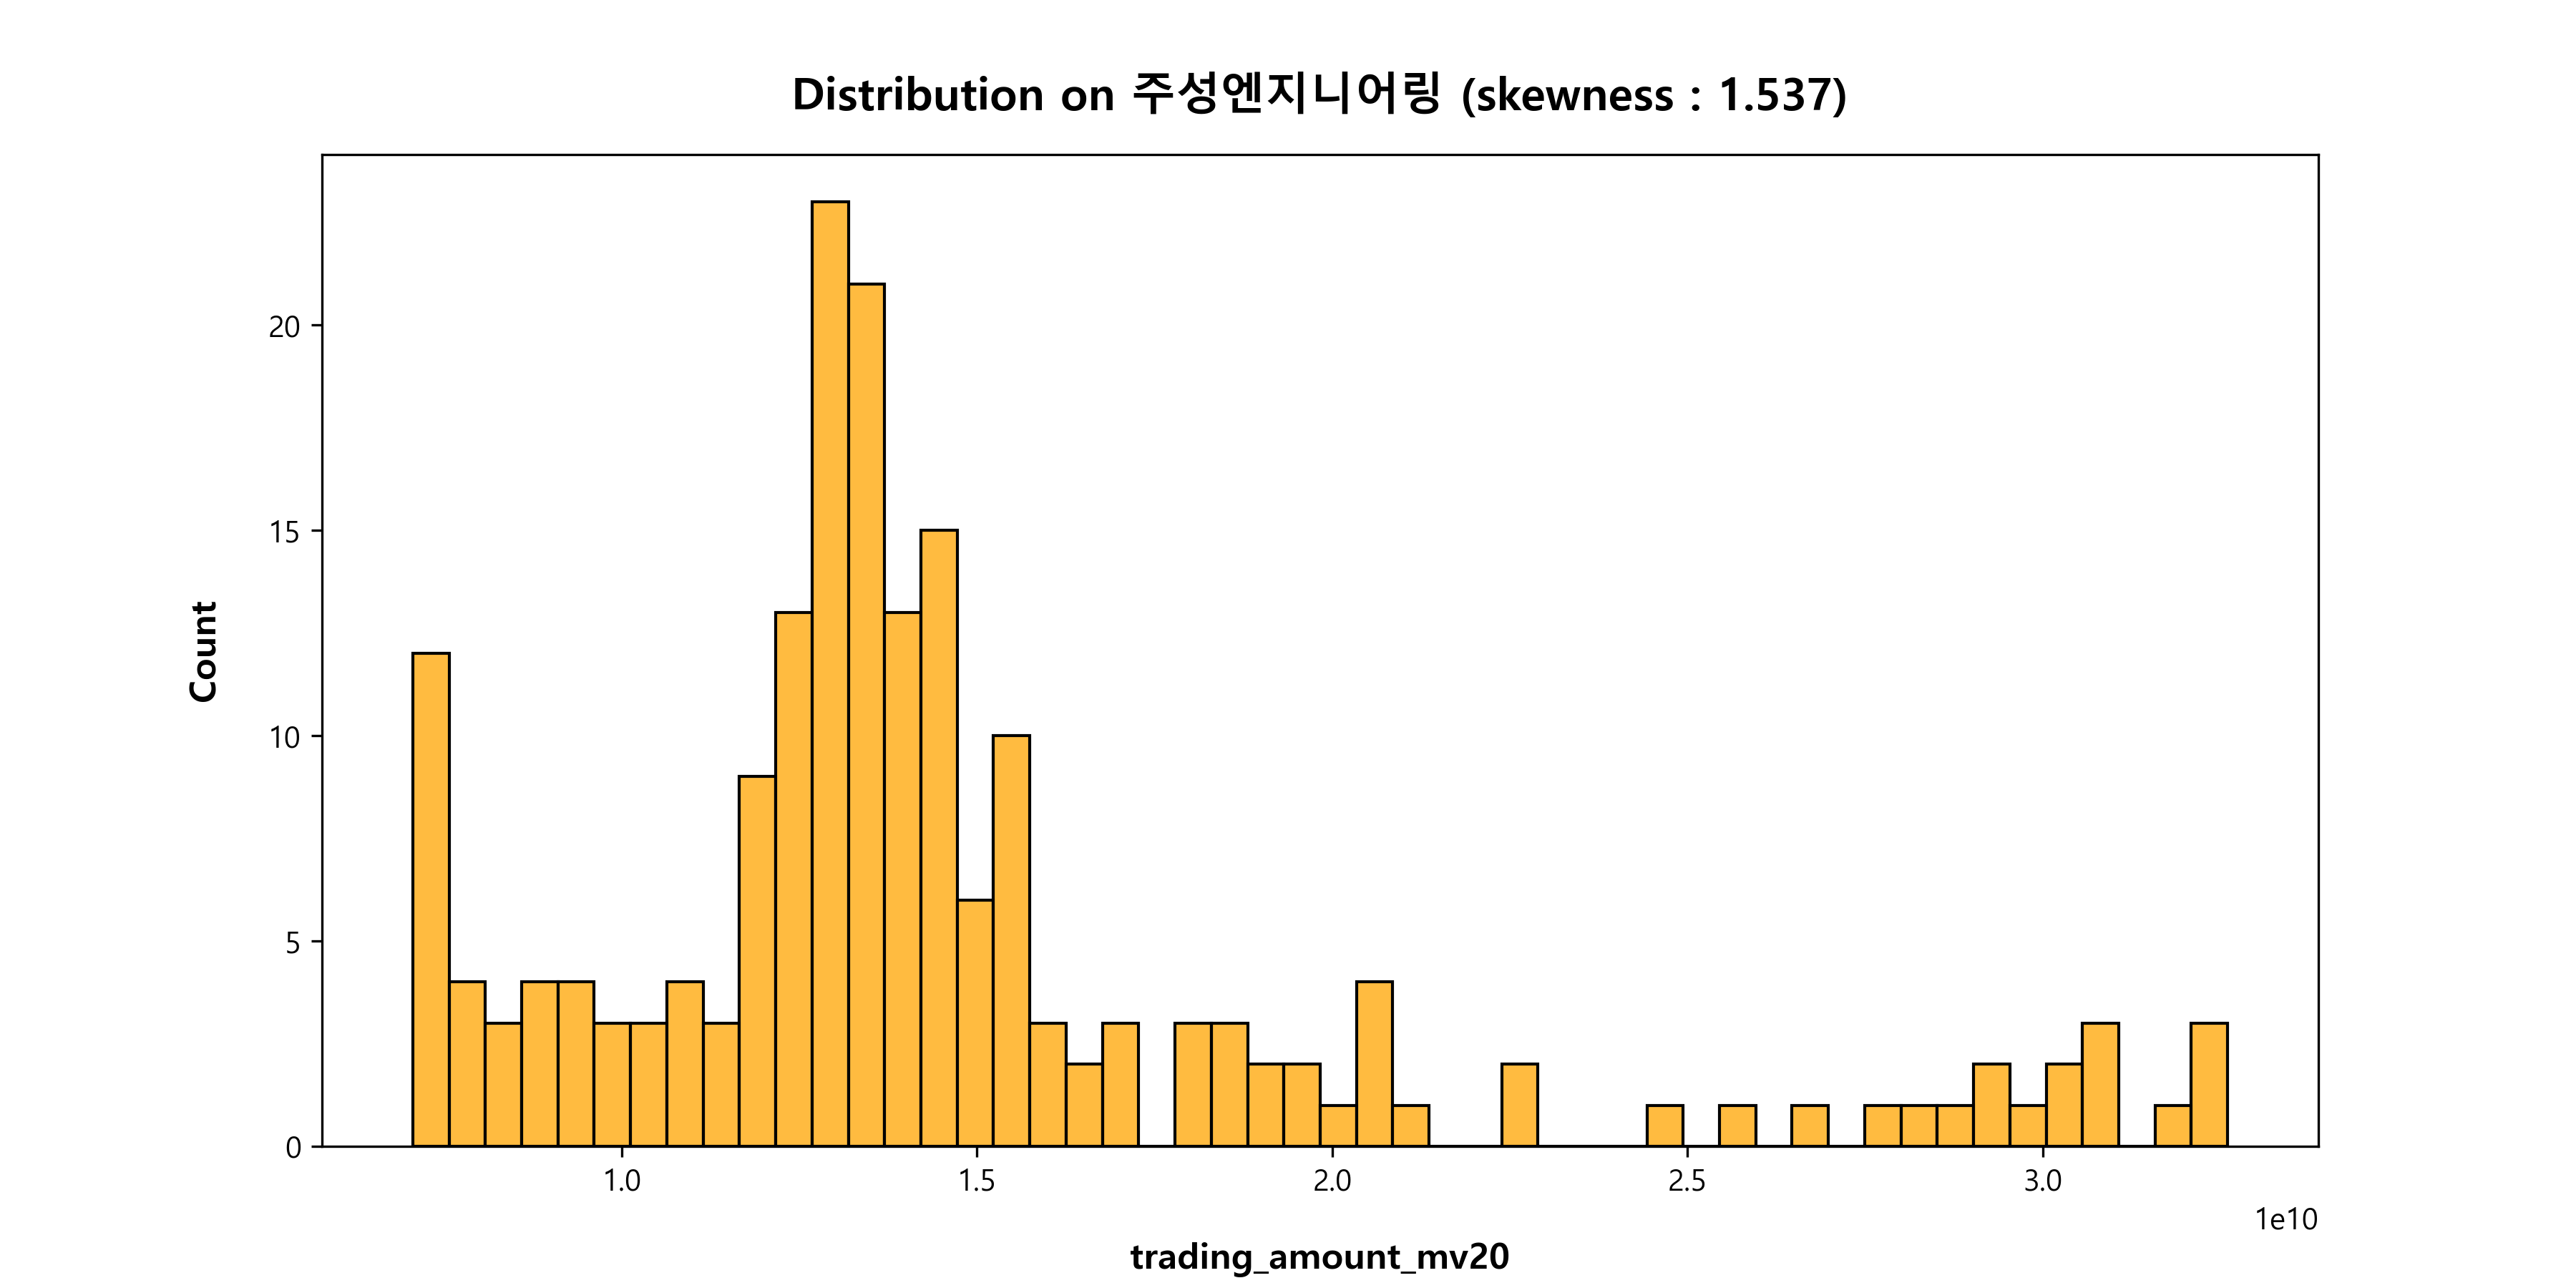 Distribution on 주성엔지니어링 (skewness : 1.537)
Count
20
15
10
5
0
1.0 1.5 2.0 2.5 3.0
1e10
trading_amount_mv20